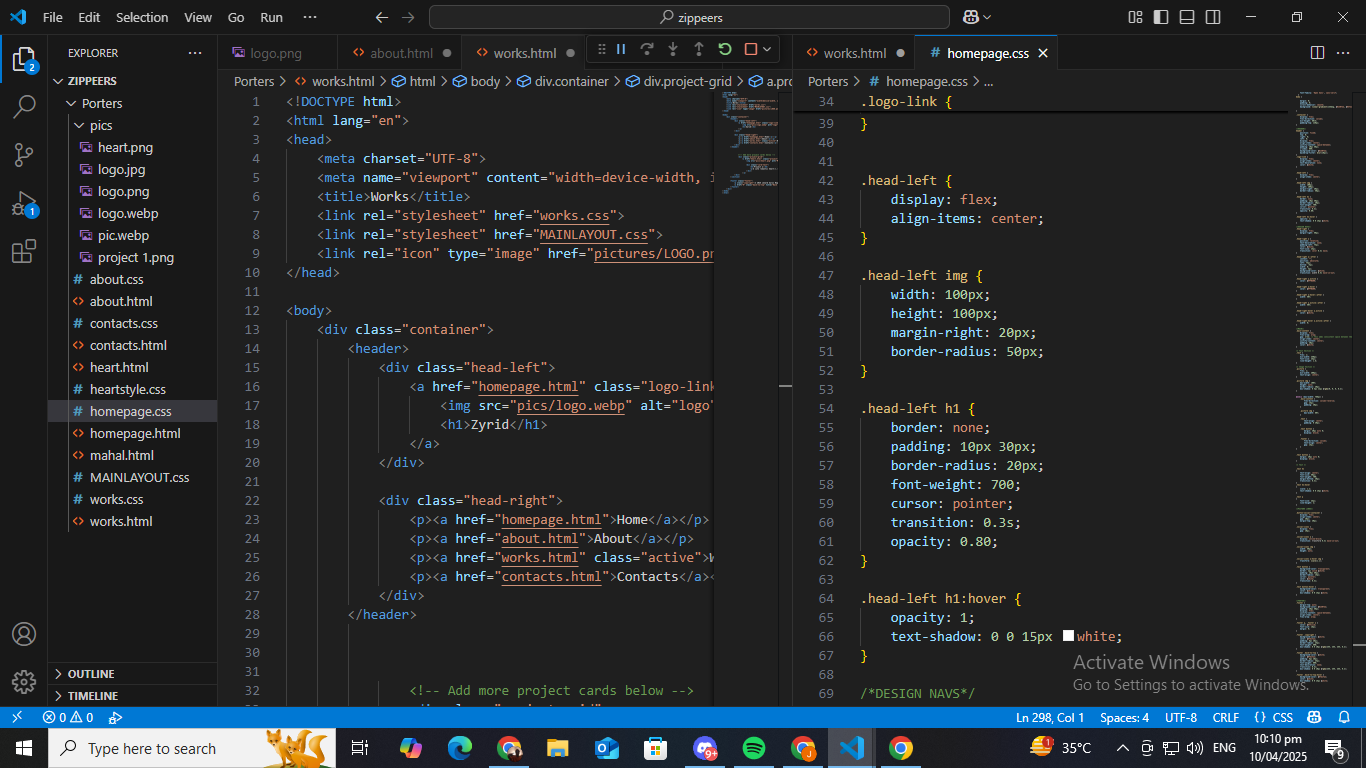 File Edit Selection View Go Run ···
zippeers
EXPLORER ···
ZIPPEERS
Porters
pics
heart.png
logo.jpg
logo.png
logo.webp
pic.webp
project 1.png
about.css
about.html
contacts.css
contacts.html
heart.html
heartstyle.css
homepage.css
homepage.html
mahal.html
MAINLAYOUT.css
works.css
works.html
OUTLINE
TIMELINE
2
1
logo.png
about.html
works.html
Porters > works.html > html > body > div.container > div.project-grid > a.pro
1 <!DOCTYPE html>
2 <html lang="en">
3 <head>
4 <meta charset="UTF-8">
5 <meta name="viewport" content="width=device-width, i
6 <title>Works</title>
7 <link rel="stylesheet" href="works.css">
8 <link rel="stylesheet" href="MAINLAYOUT.css">
9 <link rel="icon" type="image" href="pictures/LOGO.pn
10 </head>
11
12 <body>
13 <div class="container">
14 <header>
15 <div class="head-left">
16 <a href="homepage.html" class="logo-link
17 <img src="pics/logo.webp" alt="logo"
18 <h1>Zyrid</h1>
19 </a>
20 </div>
21
22 <div class="head-right">
23 <p><a href="homepage.html">Home</a></p>
24 <p><a href="about.html">About</a></p>
25 <p><a href="works.html" class="active">W
26 <p><a href="contacts.html">Contacts</a><
27 </div>
28 </header>
29
30
31
32 <!-- Add more project cards below -->
works.html
homepage.css
Porters > homepage.css > ...
34 .logo-link {
39 }
40
41
42 .head-left {
43 display: flex;
44 align-items: center;
45 }
46
47 .head-left img {
48 width: 100px;
49 height: 100px;
50 margin-right: 20px;
51 border-radius: 50px;
52 }
53
54 .head-left h1 {
55 border: none;
56 padding: 10px 30px;
57 border-radius: 20px;
58 font-weight: 700;
59 cursor: pointer;
60 transition: 0.3s;
61 opacity: 0.80;
62 }
63
64 .head-left h1:hover {
65 opacity: 1;
66 text-shadow: 0 0 15px white;
67 }
68
69 /*DESIGN NAVS*/
Activate Windows
Go to Settings to activate Windows.
0 0
Ln 298, Col 1 Spaces: 4 UTF-8 CRLF {} CSS
Type here to search
9+
J
1
35°C
ENG
10:10 pm
10/04/2025
9